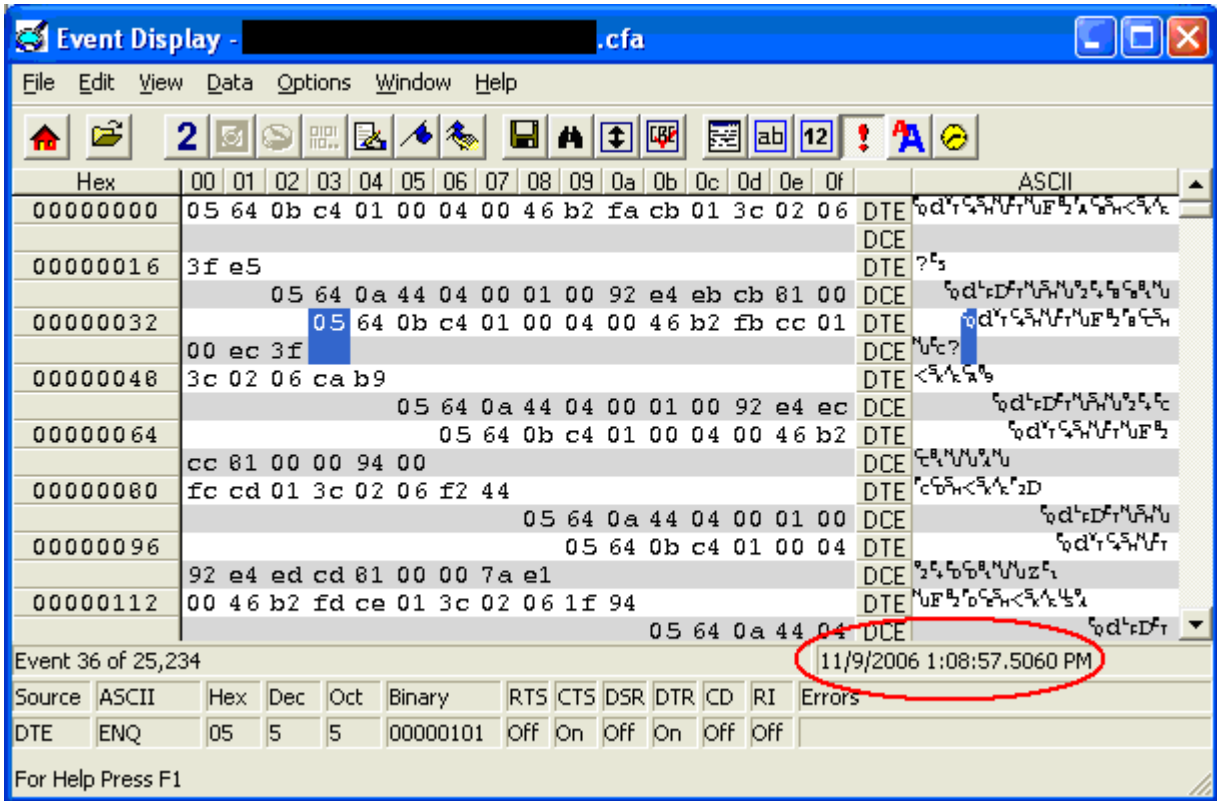 Event Display - .cfa
File Edit View Data Options Window Help
2 ab 12 ! A
Hex 00 01 02 03 04 05 06 07 08 09 0a 0b 0c 0d 0e 0f ASCII
00000000 05 64 0b c4 01 00 04 00 46 b2 fa cb 01 3c 02 06 DTE
DCE
00000016 3f e5 DTE
05 64 0a 44 04 00 01 00 92 e4 eb cb 81 00 DCE
00000032 05 64 0b c4 01 00 04 00 46 b2 fb cc 01 DTE
00 ec 3f DCE
00000048 3c 02 06 ca b9 DTE
05 64 0a 44 04 00 01 00 92 e4 ec DCE
00000064 05 64 0b c4 01 00 04 00 46 b2 DTE
cc 81 00 00 94 00 DCE
00000080 fc cd 01 3c 02 06 f2 44 DTE
05 64 0a 44 04 00 01 00 DCE
00000096 05 64 0b c4 01 00 04 DTE
92 e4 ed cd 81 00 00 7a e1 DCE
00000112 00 46 b2 fd ce 01 3c 02 06 1f 94 DTE
05 64 0a 44 04 DCE
Event 36 of 25,234 11/9/2006 1:08:57.5060 PM
Source ASCII Hex Dec Oct Binary RTS CTS DSR DTR CD RI Errors
DTE ENQ 05 5 5 00000101 Off On Off On Off Off
For Help Press F1